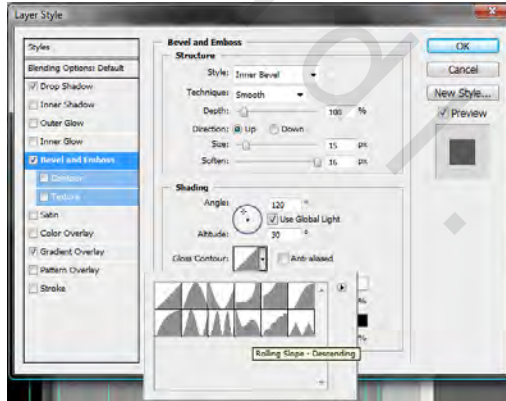 Layer Style
Styles
Blending Options: Default
Drop Shadow
Inner Shadow
Outer Glow
Inner Glow
Bevel and Emboss
Contour
Texture
Satin
Color Overlay
Gradient Overlay
Pattern Overlay
Stroke
Bevel and Emboss
Structure
Style: Inner Bevel
Technique: Smooth
Depth: 100 %
Direction: Up Down
Size: 15 px
Soften: 16 px
Shading
Angle: 120 °
Use Global Light
Altitude: 30 °
Gloss Contour: Anti-aliased
%
%
Rolling Slope - Descending
OK
Cancel
New Style...
Preview